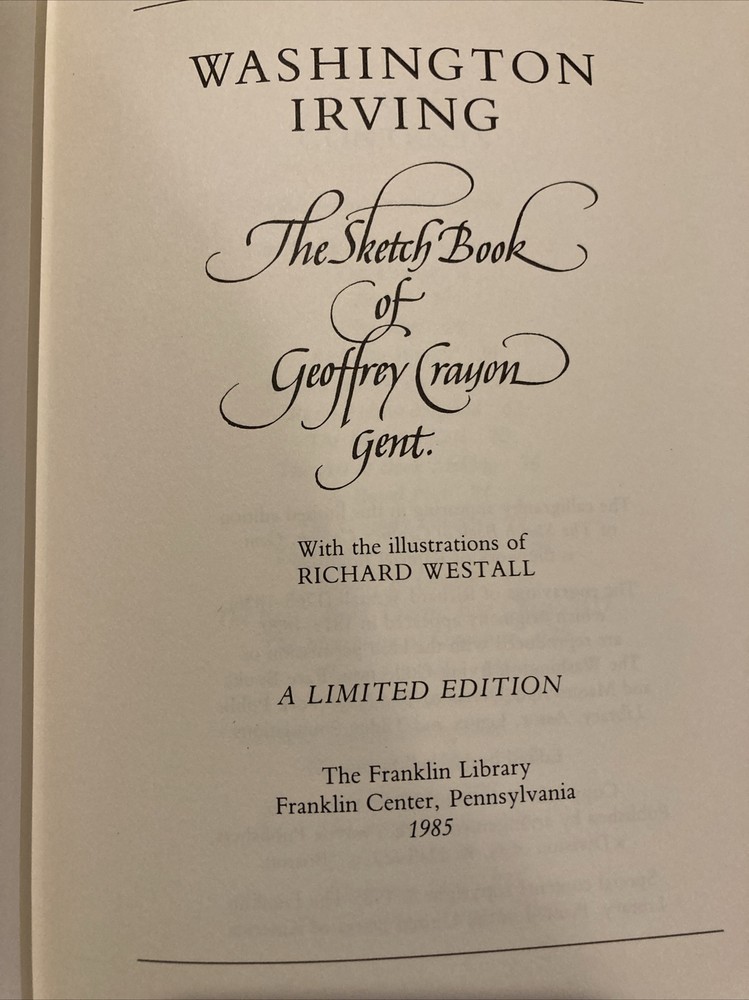 WASHINGTON
IRVING
The Sketch Book
of
Geoffrey Crayon
Gent.
With the illustrations of
RICHARD WESTALL
A LIMITED EDITION
The Franklin Library
Franklin Center, Pennsylvania
1985